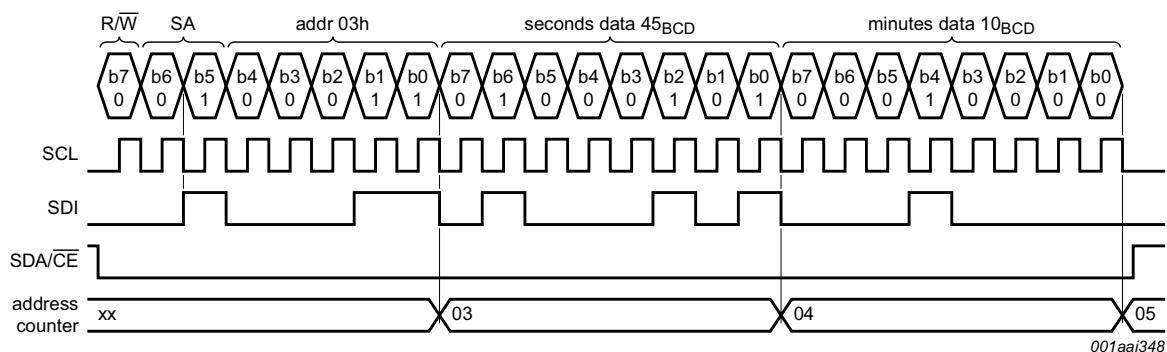 R/W SA addr 03h seconds data 45BCD minutes data 10BCD
b7 b6 b5 b4 b3 b2 b1 b0 b7 b6 b5 b4 b3 b2 b1 b0 b7 b6 b5 b4 b3 b2 b1 b0
0 0 1 0 0 0 1 1 0 1 0 0 0 1 0 1 0 0 0 1 0 0 0 0
SCL
SDI
SDA/CE
address
counter
xx 03 04 05
001aai348